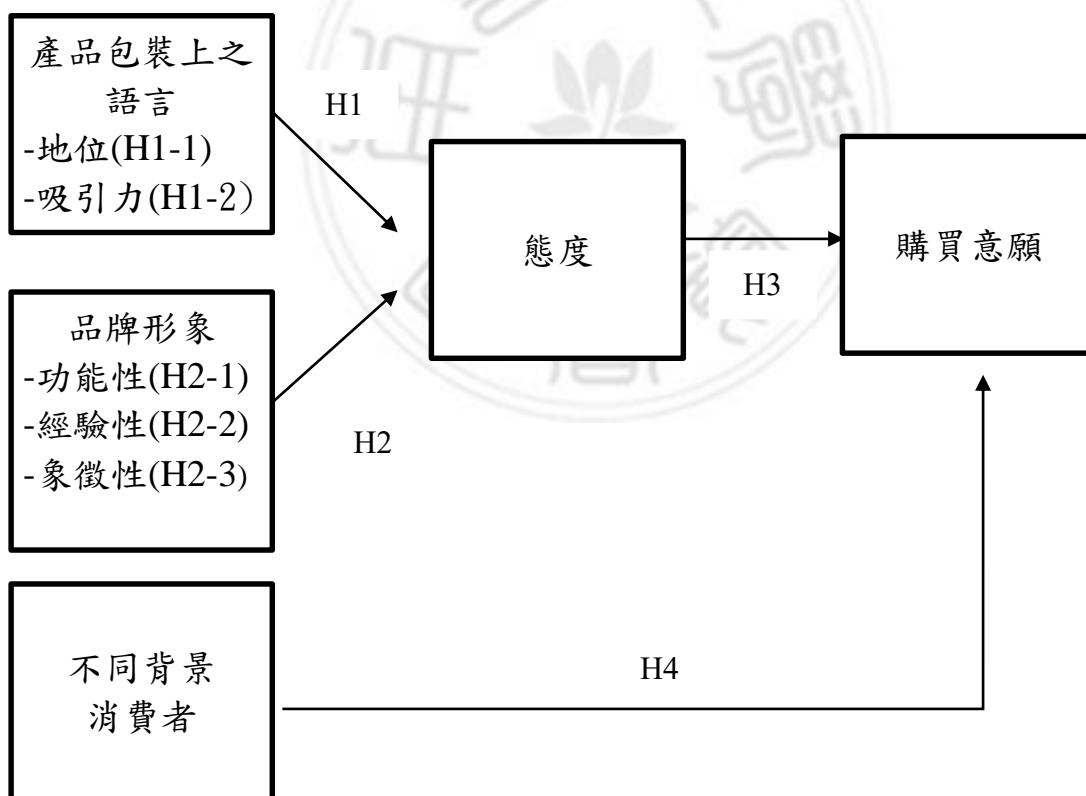 產品包裝上之
語言
-地位(H1-1)
-吸引力(H1-2)
H1
態度
購買意願
H3
品牌形象
-功能性(H2-1)
-經驗性(H2-2)
-象徵性(H2-3)
H2
不同背景
消費者
H4